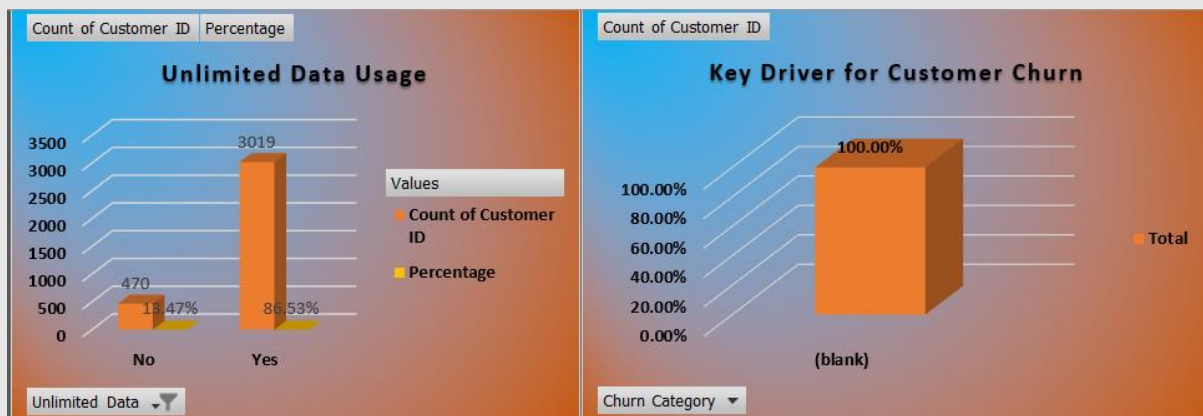 Count of Customer ID
Percentage
Unlimited Data Usage
3500
3000
2500
2000
1500
1000
500
0
470
13.47%
3019
86.53%
No
Yes
Values
Count of Customer
ID
Percentage
Unlimited Data
Count of Customer ID
Key Driver for Customer Churn
100.00%
100.00%
80.00%
60.00%
40.00%
20.00%
0.00%
(blank)
Total
Churn Category